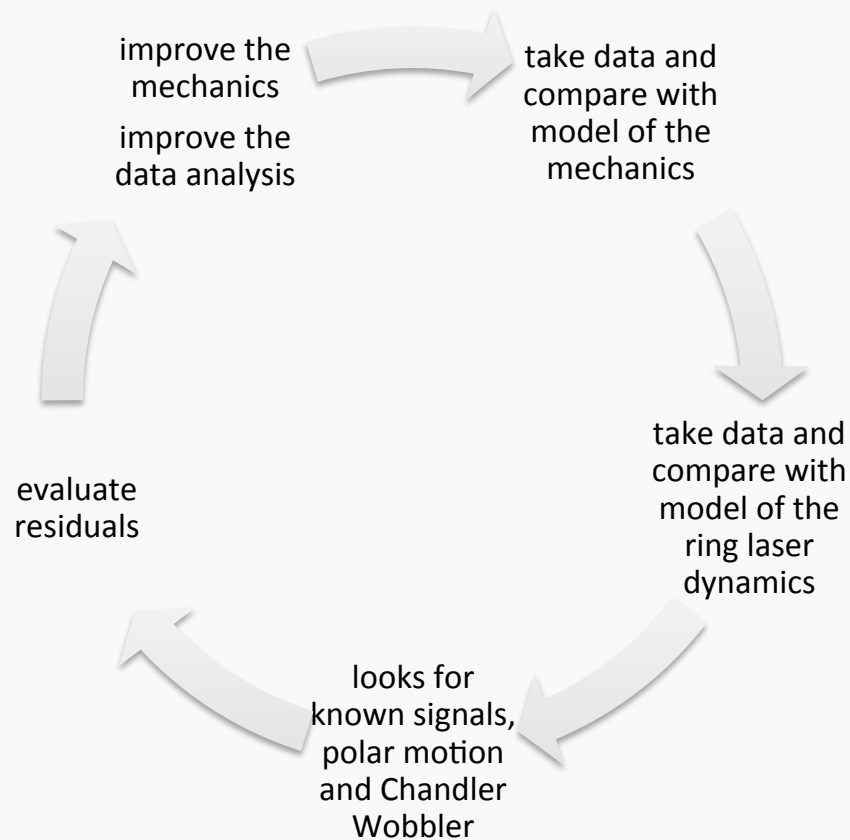 improve the
mechanics
improve the
data analysis
take data and
compare with
model of the
mechanics
take data and
compare with
model of the
ring laser
dynamics
looks for
known signals,
polar motion
and Chandler
Wobbler
evaluate
residuals